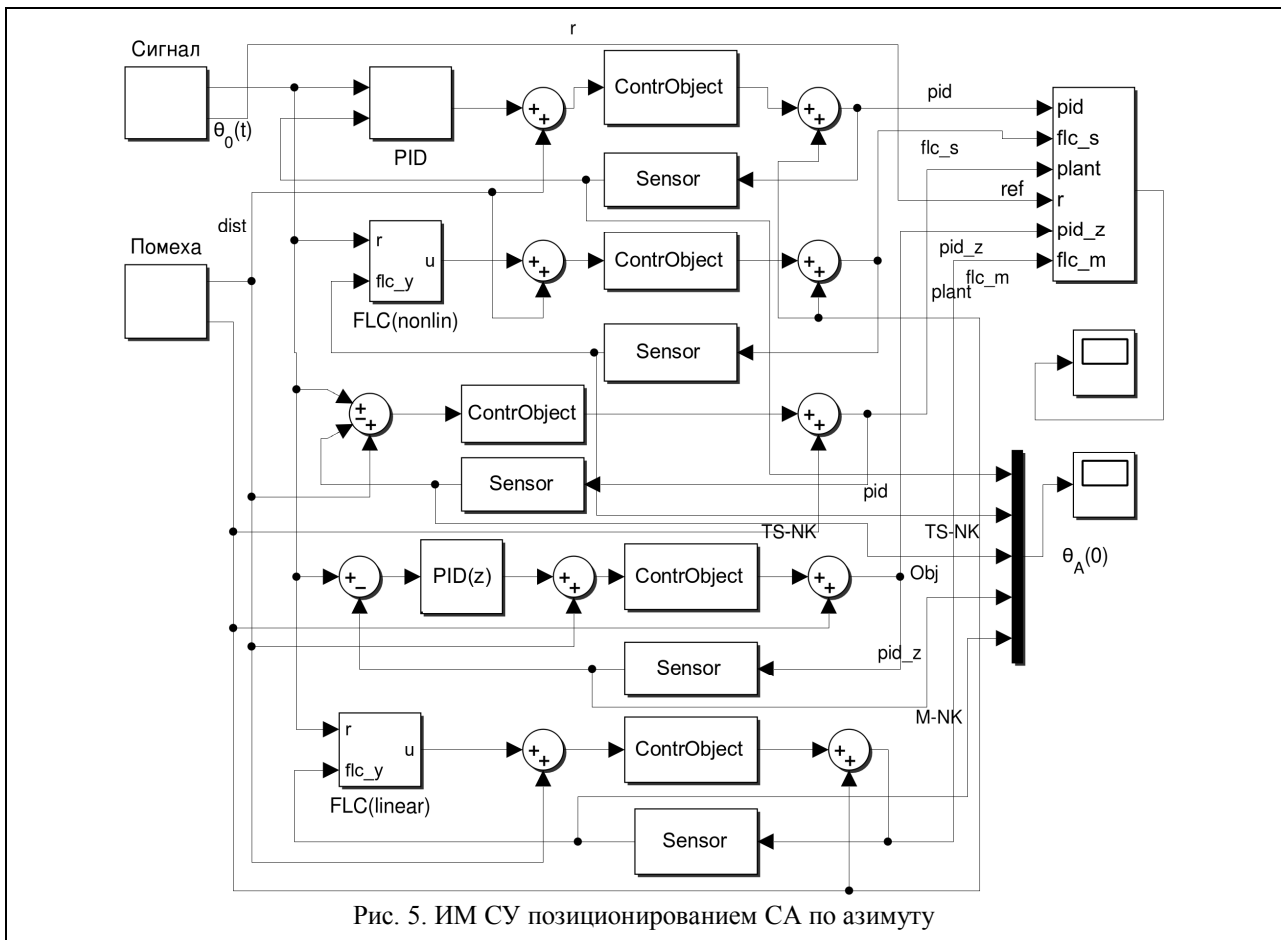 Сигнал
r
θ_0(t)
PID
+
+
ContrObject
+
+
pid
pid
flc_s
plant
r
pid_z
flc_m
flc_s
ref
pid_z
flc_m
plant
Sensor
dist
Помеха
r
u
flc_y
FLC(nonlin)
+
+
ContrObject
+
+
Sensor
+
−
+
ContrObject
+
+
Sensor
pid
TS-NK
TS-NK
θ_A(0)
+
−
PID(z)
+
+
ContrObject
+
+
Obj
Sensor
pid_z
M-NK
r
u
flc_y
FLC(linear)
+
+
ContrObject
+
+
Sensor
Рис. 5. ИМ СУ позиционированием СА по азимуту